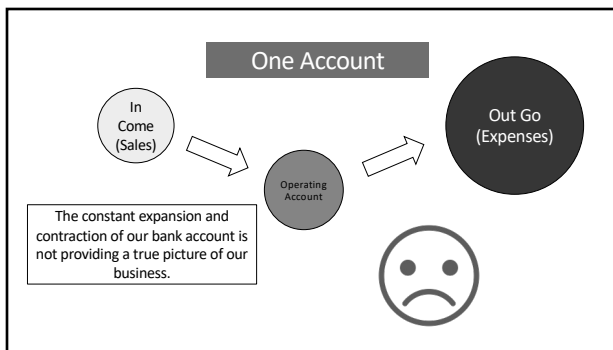 One Account
In
Come
(Sales)
Out Go
(Expenses)
Operating
Account
The constant expansion and
contraction of our bank account is
not providing a true picture of our
business.